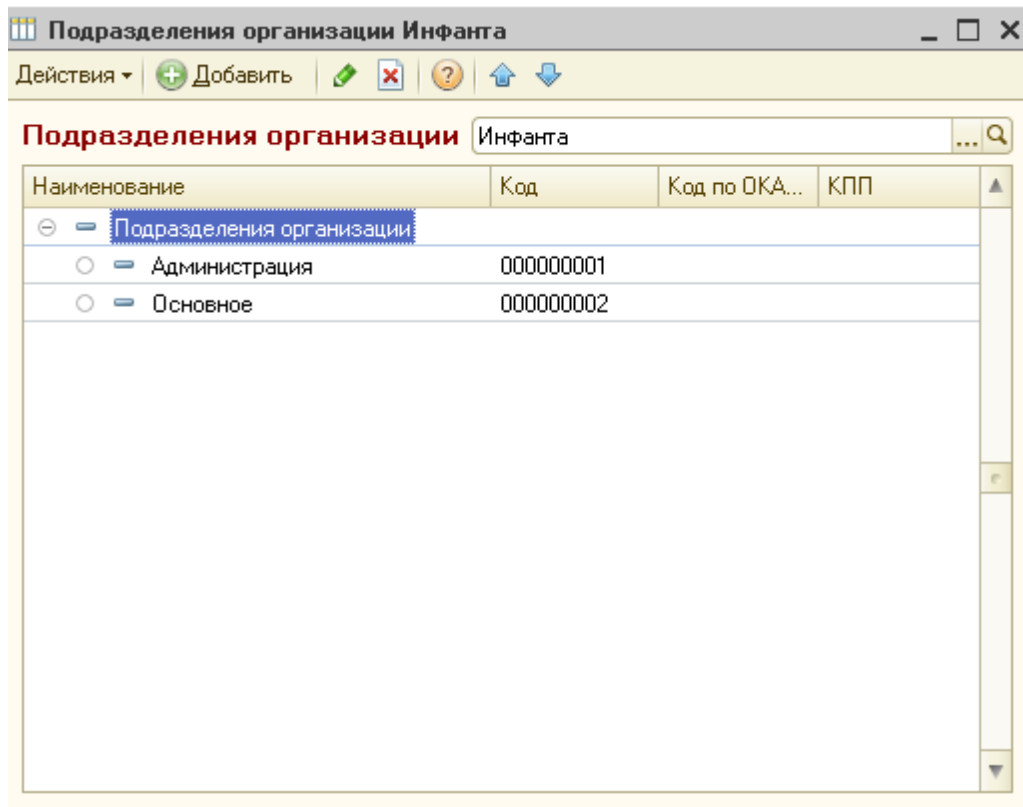 Подразделения организации Инфанта
Действия Добавить ?
Подразделения организации Инфанта ...
Наименование Код Код по ОКА... КПП
Подразделения организации
Администрация 000000001
Основное 000000002